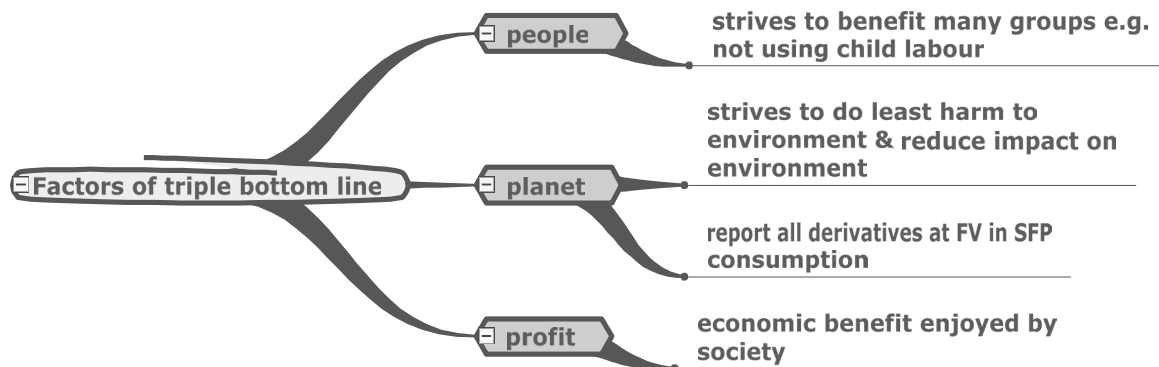 people
strives to benefit many groups e.g.
not using child labour
Factors of triple bottom line
planet
strives to do least harm to
environment & reduce impact on
environment
report all derivatives at FV in SFP
consumption
profit
economic benefit enjoyed by
society